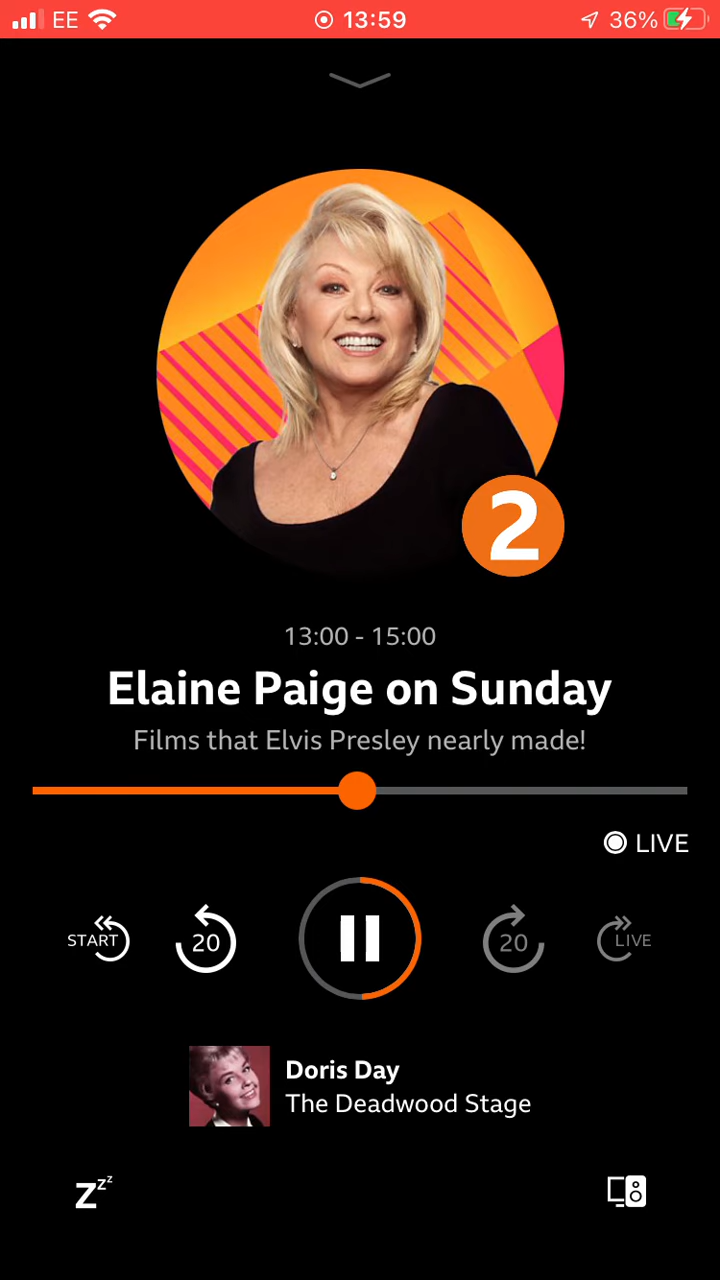 EE 13:59 36%
2
13:00 - 15:00
Elaine Paige on Sunday
Films that Elvis Presley nearly made!
LIVE
START 20 20 LIVE
Doris Day
The Deadwood Stage
Zzz